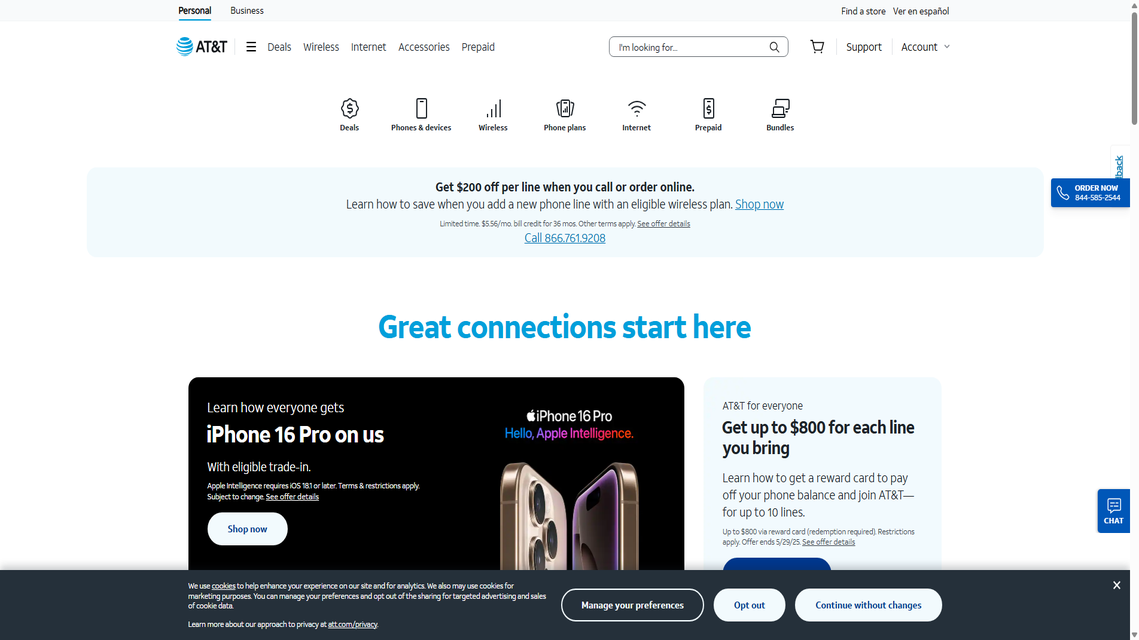 Personal
Business
Find a store
Ver en español
AT&T
Deals
Wireless
Internet
Accessories
Prepaid
I'm looking for...
Support
Account
Deals
Phones & devices
Wireless
Phone plans
Internet
Prepaid
Bundles
Get $200 off per line when you call or order online.
Learn how to save when you add a new phone line with an eligible wireless plan. Shop now
Limited time. $5.56/mo. bill credit for 36 mos. Other terms apply. See offer details
Call 866.761.9208
ORDER NOW
844-585-2544
Great connections start here
Learn how everyone gets
iPhone 16 Pro on us
With eligible trade-in.
Apple Intelligence requires iOS 18.1 or later. Terms & restrictions apply.
Subject to change. See offer details
Shop now
iPhone 16 Pro
Hello, Apple Intelligence.
AT&T for everyone
Get up to $800 for each line
you bring
Learn how to get a reward card to pay
off your phone balance and join AT&T—
for up to 10 lines.
Up to $800 via reward card (redemption required). Restrictions
apply. Offer ends 5/29/25. See offer details
CHAT
We use cookies to help enhance your experience on our site and for analytics. We also may use cookies for
marketing purposes. You can manage your preferences and opt out of the sharing for targeted advertising and sales
of cookie data.
Learn more about our approach to privacy at att.com/privacy.
Manage your preferences
Opt out
Continue without changes